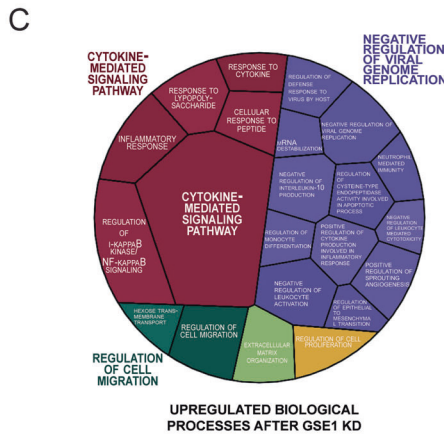 C
CYTOKINE-
MEDIATED
SIGNALING
PATHWAY
NEGATIVE
REGULATION
OF VIRAL
GENOME
REPLICATION
RESPONSE TO
CYTOKINE
RESPONSE TO
LYPOPOLY-
SACCHARIDE
CELLULAR
RESPONSE TO
PEPTIDE
INFLAMMATORY
RESPONSE
CYTOKINE-
MEDIATED
SIGNALING
PATHWAY
REGULATION
OF
I-KAPPAB
KINASE/
NF-KAPPAB
SIGNALING
REGULATION OF
DEFENSE
RESPONSE TO
VIRUS BY HOST
mRNA
DESTABILIZATION
NEGATIVE REGULATION OF
VIRAL GENOME
REPLICATION
NEUTROPHIL
MEDIATED
IMMUNITY
NEGATIVE
REGULATION OF
INTERLEUKIN-10
PRODUCTION
REGULATION
OF
CYSTEINE-TYPE
ENDOPEPTIDASE
ACTIVITY INVOLVED
IN APOPTOTIC
PROCESS
NEGATIVE
REGULATION
OF LEUKOCYTE
MEDIATED
CYTOTOXICITY
REGULATION
OF MONOCYTE
DIFFERENTIATION
POSITIVE
REGULATION OF
CYTOKINE
PRODUCTION
INVOLVED IN
INFLAMMATORY
RESPONSE
POSITIVE
REGULATION OF
SPROUTING
ANGIOGENESIS
NEGATIVE
REGULATION OF
LEUKOCYTE
ACTIVATION
REGULATION
OF EPITHELIAL
TO
MESENCHYMA
L TRANSITION
HEXOSE TRANS-
MEMBRANE
TRANSPORT
REGULATION OF
CELL MIGRATION
EXTRACELLULAR
MATRIX
ORGANIZATION
REGULATION OF CELL
PROLIFERATION
REGULATION
OF CELL
MIGRATION
UPREGULATED BIOLOGICAL
PROCESSES AFTER GSE1 KD